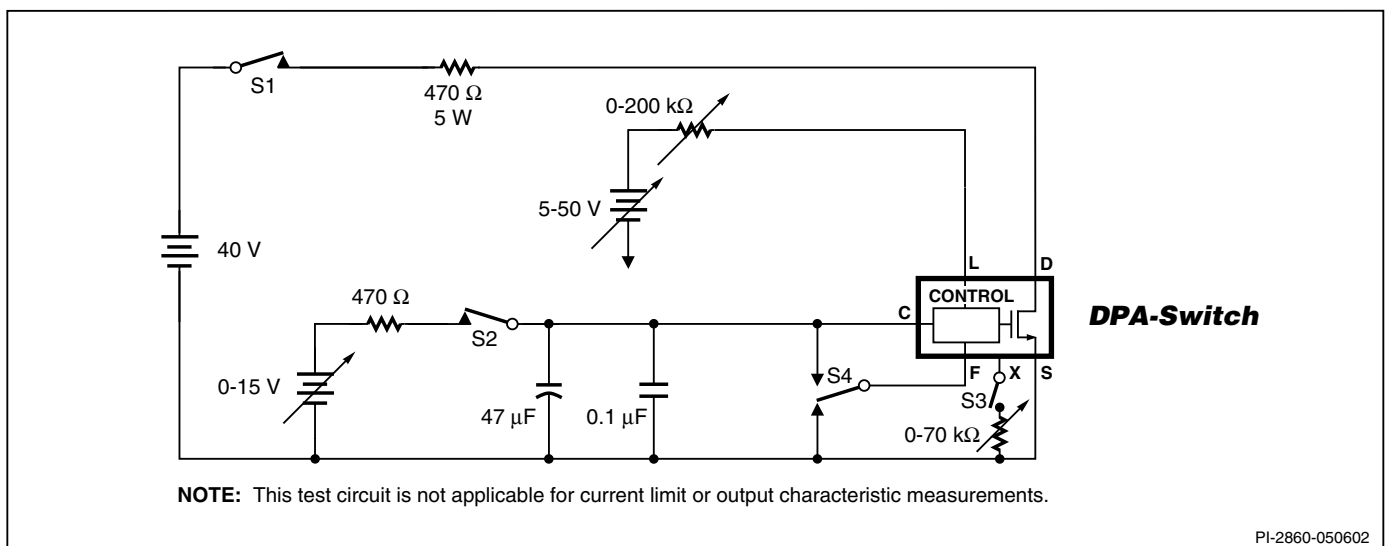 S1
470 Ω
5 W
0-200 kΩ
5-50 V
40 V
L
D
CONTROL
C
DPA-Switch
470 Ω
S2
0-15 V
47 μF
0.1 μF
S4
F
X
S
S3
0-70 kΩ
NOTE: This test circuit is not applicable for current limit or output characteristic measurements.
PI-2860-050602